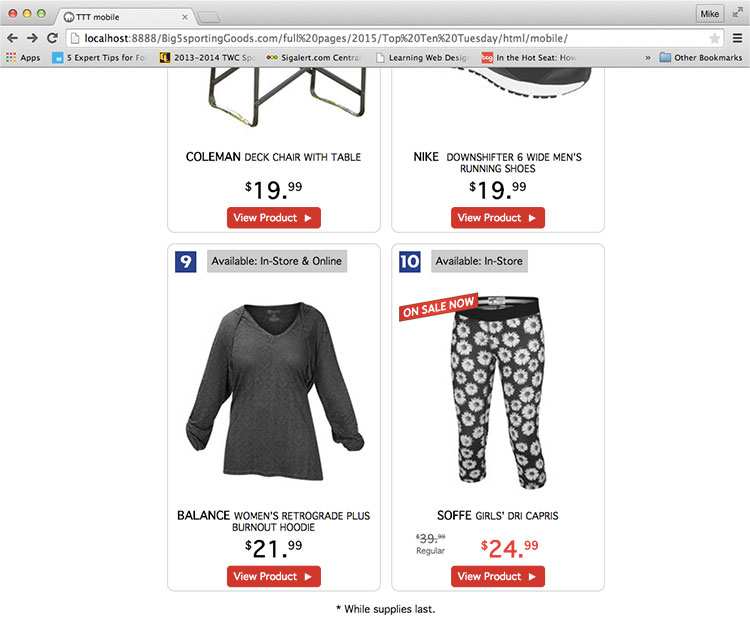 TTT mobile
Mike
localhost:8888/Big5sportingGoods.com/full%20pages/2015/Top%20Ten%20Tuesday/html/mobile/
Apps 5 Expert Tips for Fol 2013-2014 TWC Sp Sigalert.com Central Learning Web Desig In the Hot Seat: How » Other Bookmarks
COLEMAN DECK CHAIR WITH TABLE
$19.99
View Product
NIKE DOWNSHIFTER 6 WIDE MEN'S
RUNNING SHOES
$19.99
View Product
9 Available: In-Store & Online
BALANCE WOMEN'S RETROGRADE PLUS
BURNOUT HOODIE
$21.99
View Product
10 Available: In-Store
ON SALE NOW
SOFFE GIRLS' DRI CAPRIS
$39.99
Regular
$24.99
View Product
* While supplies last.